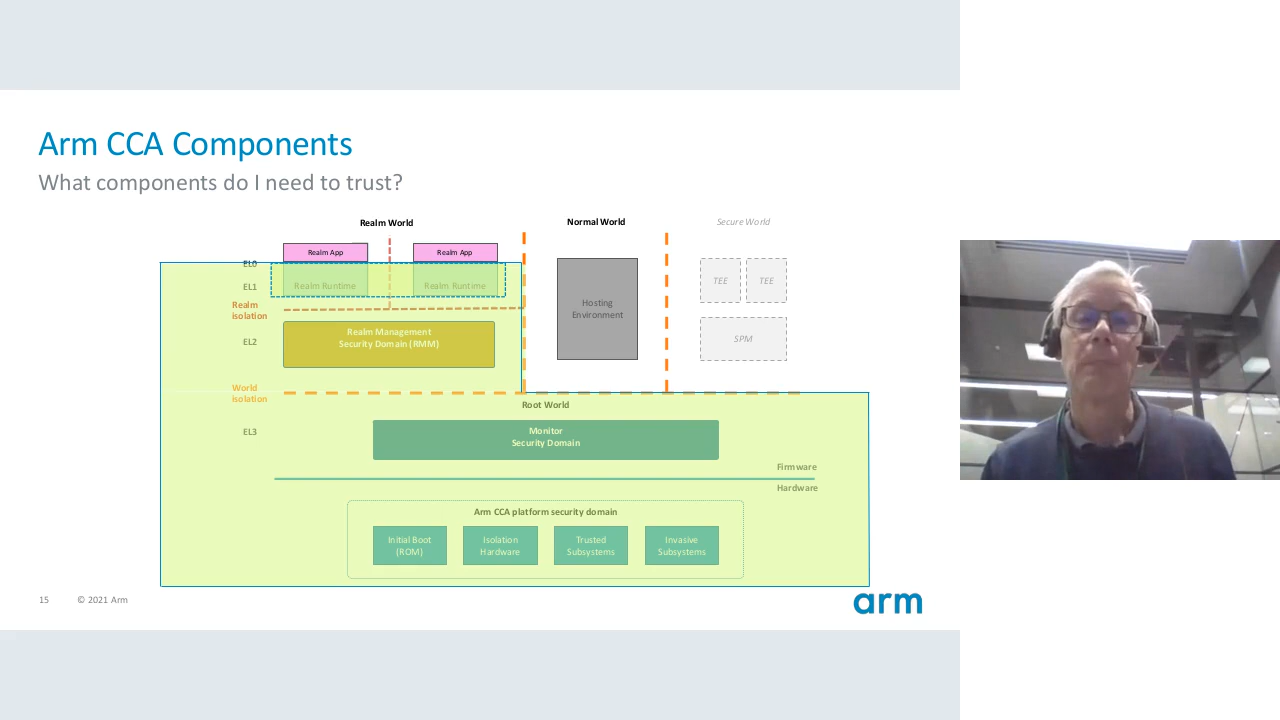 Arm CCA Components
What components do I need to trust?
Realm World
Normal World
Secure World
Realm App
Realm App
EL0
EL1
Realm Runtime
Realm Runtime
TEE
TEE
Realm
isolation
Hosting
Environment
EL2
Realm Management
Security Domain (RMM)
SPM
World
isolation
Root World
EL3
Monitor
Security Domain
Firmware
Hardware
Arm CCA platform security domain
Initial Boot
(ROM)
Isolation
Hardware
Trusted
Subsystems
Invasive
Subsystems
15
© 2021 Arm
arm